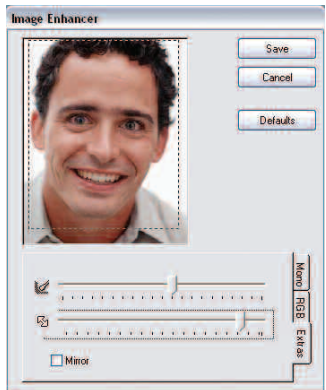 Image Enhancer
Save
Cancel
Defaults
Mono
RGB
Extras
Mirror